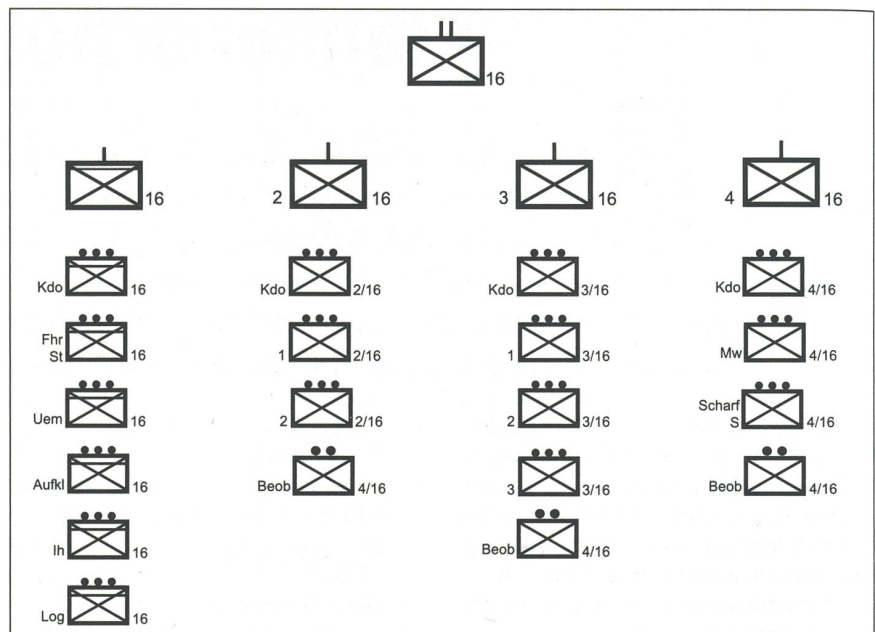 16
16
2 16
3 16
4 16
Kdo 16
Kdo 2/16
Kdo 3/16
Kdo 4/16
Fhr
St 16
1 2/16
1 3/16
Mw 4/16
Uem 16
2 2/16
2 3/16
Scharf
S 4/16
Aufkl 16
Beob 4/16
3 3/16
Beob 4/16
Ih 16
Beob 4/16
Log 16